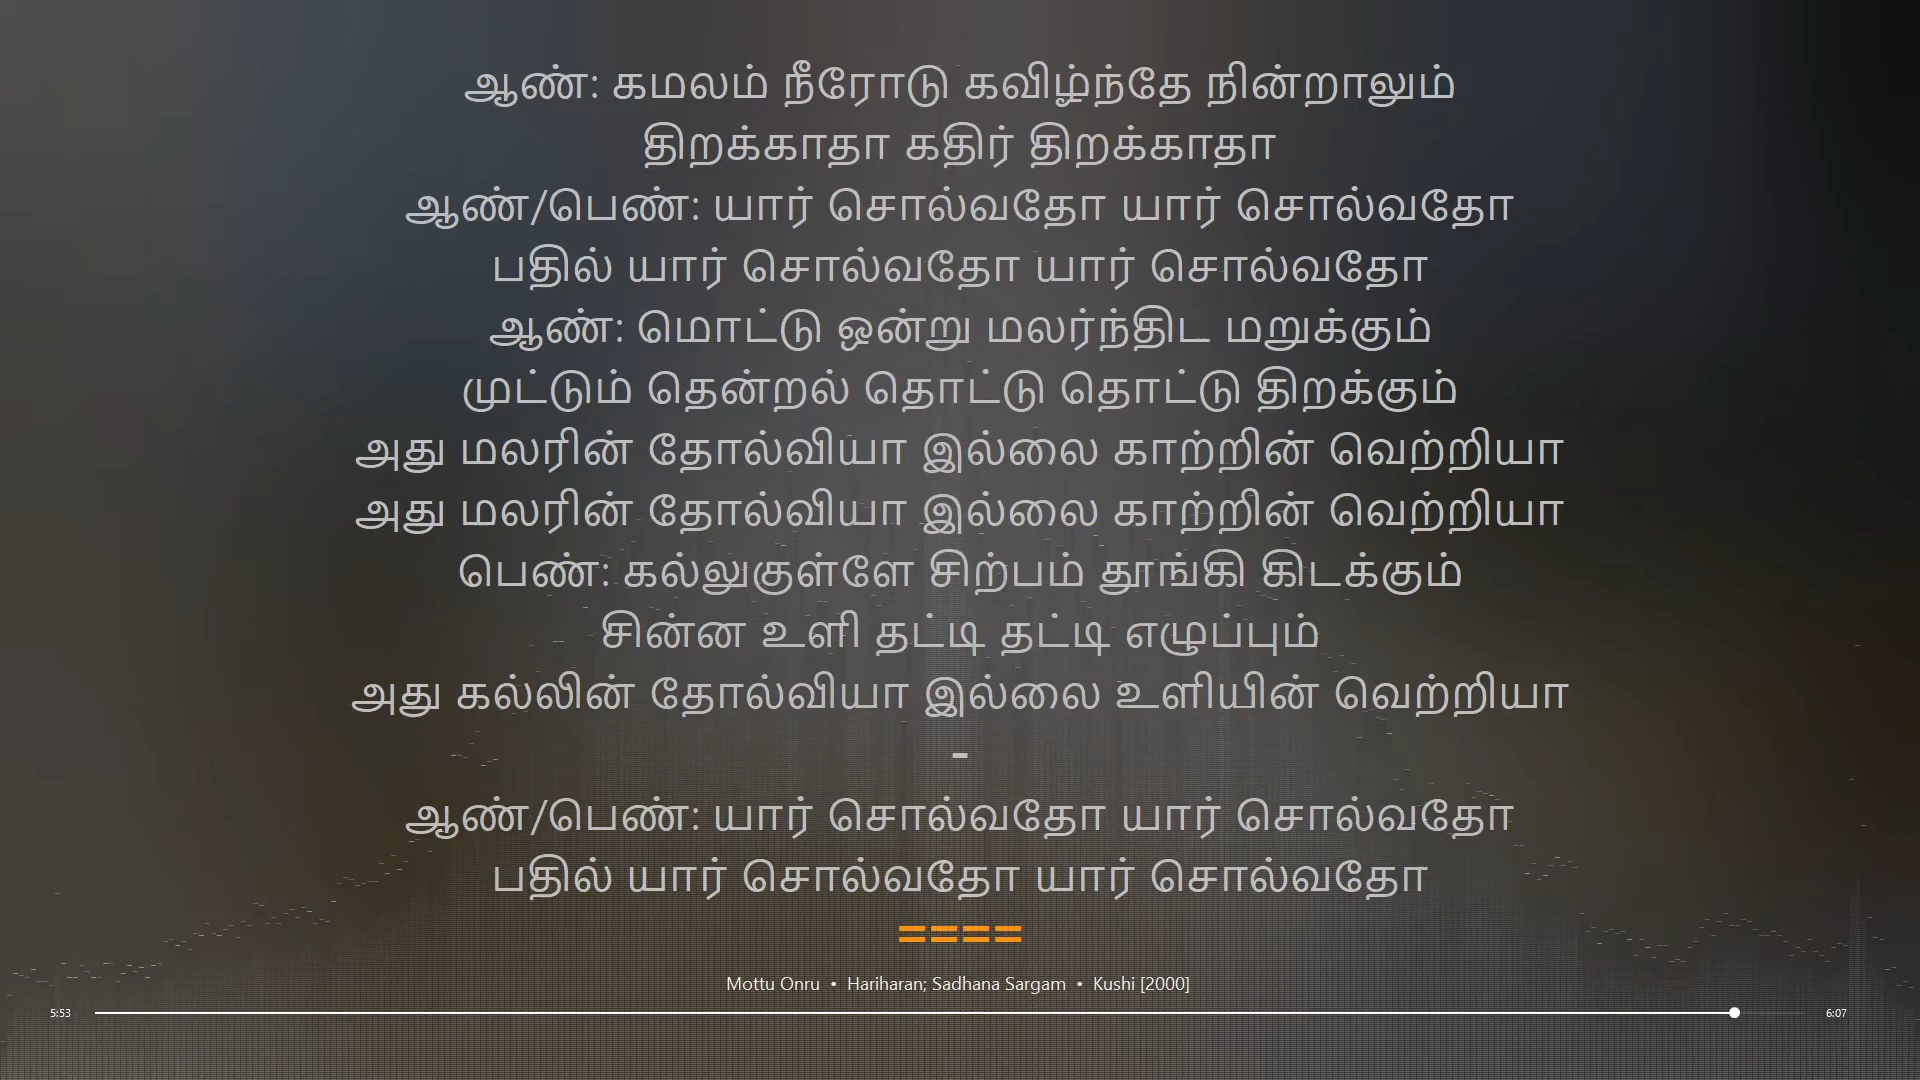 ஆண்: கமலம் நீரோடு கவிழ்ந்தே நின்றாலும்
திறக்காதா கதிர் திறக்காதா
ஆண்/பெண்: யார் சொல்வதோ யார் சொல்வதோ
பதில் யார் சொல்வதோ யார் சொல்வதோ
ஆண்: மொட்டு ஒன்று மலர்ந்திட மறுக்கும்
முட்டும் தென்றல் தொட்டு தொட்டு திறக்கும்
அது மலரின் தோல்வியா இல்லை காற்றின் வெற்றியா
அது மலரின் தோல்வியா இல்லை காற்றின் வெற்றியா
பெண்: கல்லுகுள்ளே சிற்பம் தூங்கி கிடக்கும்
சின்ன உளி தட்டி தட்டி எழுப்பும்
அது கல்லின் தோல்வியா இல்லை உளியின் வெற்றியா
-
ஆண்/பெண்: யார் சொல்வதோ யார் சொல்வதோ
பதில் யார் சொல்வதோ யார் சொல்வதோ
====
Mottu Onru • Hariharan; Sadhana Sargam • Kushi [2000]
5:53 6:07